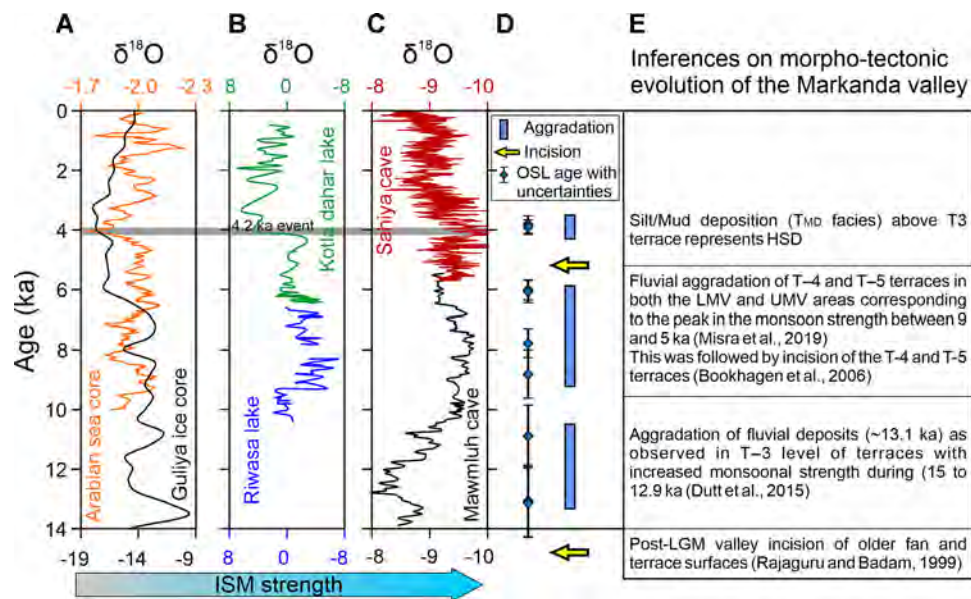 A B C D E
δ18O δ18O δ18O
Inferences on morpho-tectonic
evolution of the Markanda valley
-1.7 -2.0 -2.3 8 0 -8 -8 -9 -10
0
2
4
6
8
10
12
14
Age (ka)
Arabian sea core
Guliya ice core
Riwasa lake
Kotla dahar lake
Sahiya cave
Mawmluh cave
4.2 ka event
Aggradation
Incision
OSL age with
uncertainties
Silt/Mud deposition (TMD facies) above T3
terrace represents HSD
Fluvial aggradation of T–4 and T–5 terraces in
both the LMV and UMV areas corresponding
to the peak in the monsoon strength between 9
and 5 ka (Misra et al., 2019)
This was followed by incision of the T-4 and T-5
terraces (Bookhagen et al., 2006)
Aggradation of fluvial deposits (~13.1 ka) as
observed in T–3 level of terraces with
increased monsoonal strength during (15 to
12.9 ka (Dutt et al., 2015)
Post-LGM valley incision of older fan and
terrace surfaces (Rajaguru and Badam, 1999)
-19 -14 -9 8 0 -8 -8 -9 -10
ISM strength